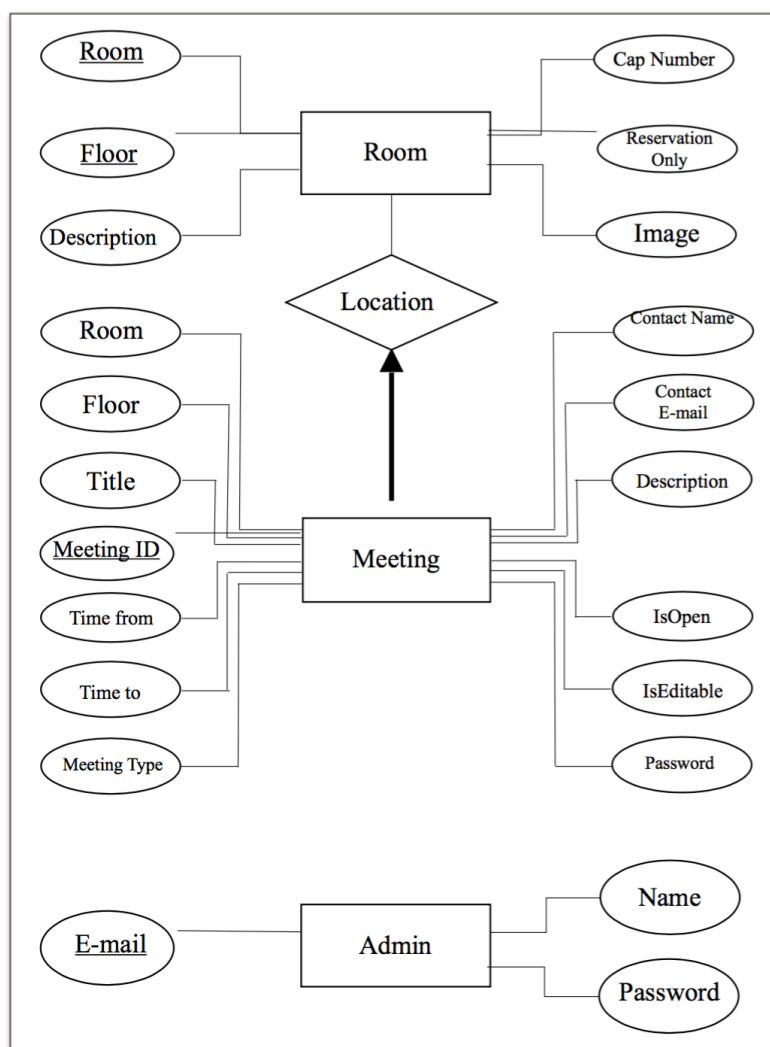 Room
Cap Number
Floor
Room
Reservation
Only
Description
Image
Location
Room
Contact Name
Floor
Contact
E-mail
Title
Description
Meeting ID
Meeting
Time from
IsOpen
Time to
IsEditable
Meeting Type
Password
Name
E-mail
Admin
Password